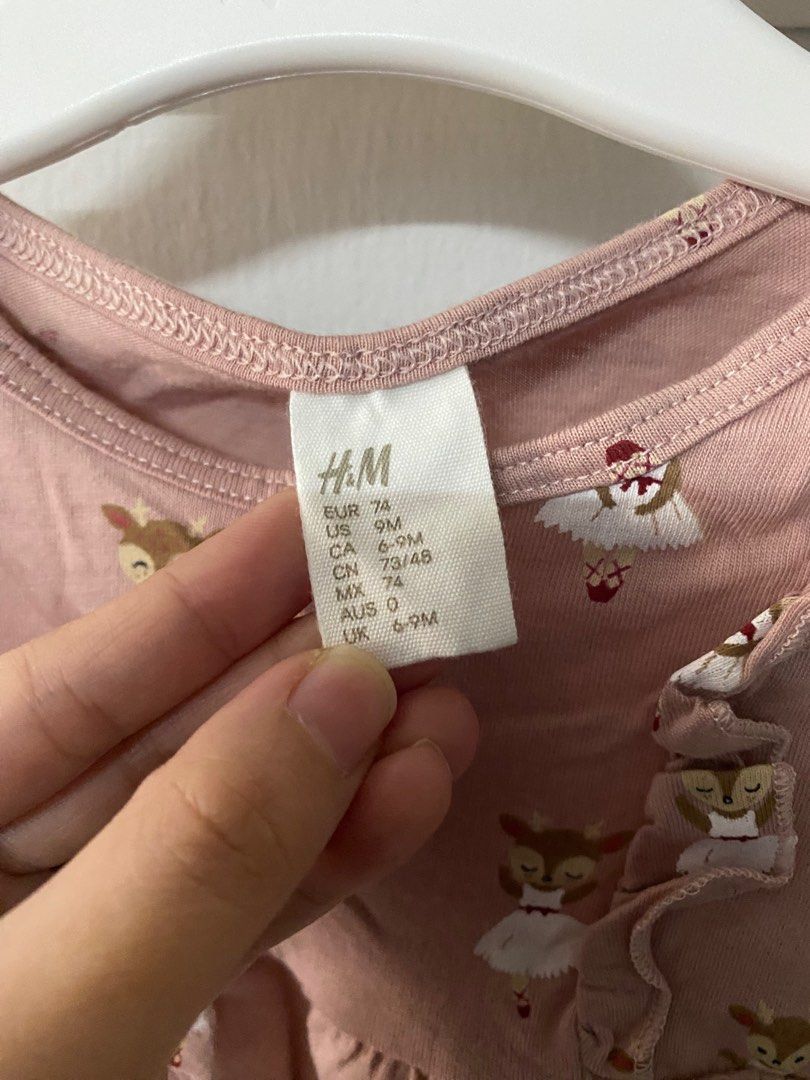 H&M
EUR 74
US 9M
CA 6-9M
CN 73/48
MX 74
AUS 0
UK 6-9M